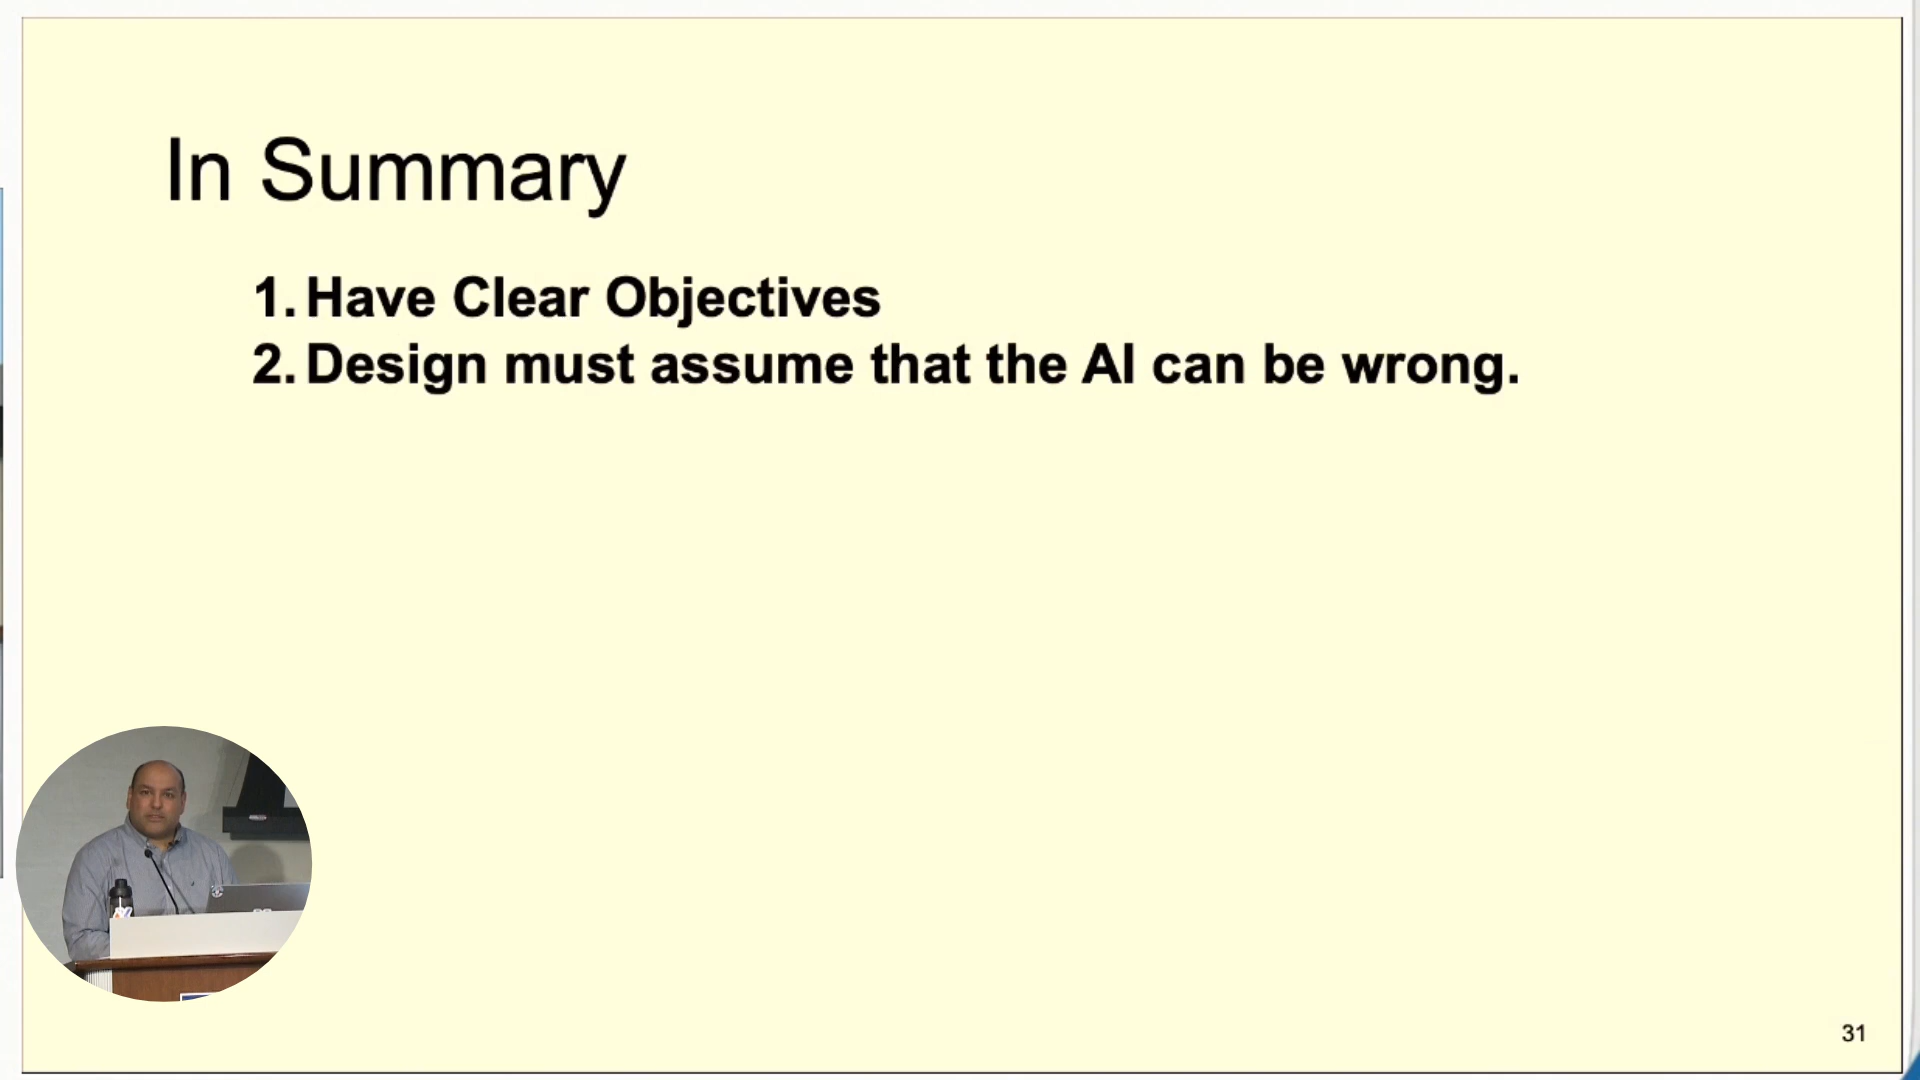 In Summary
1. Have Clear Objectives
2. Design must assume that the AI can be wrong.
31